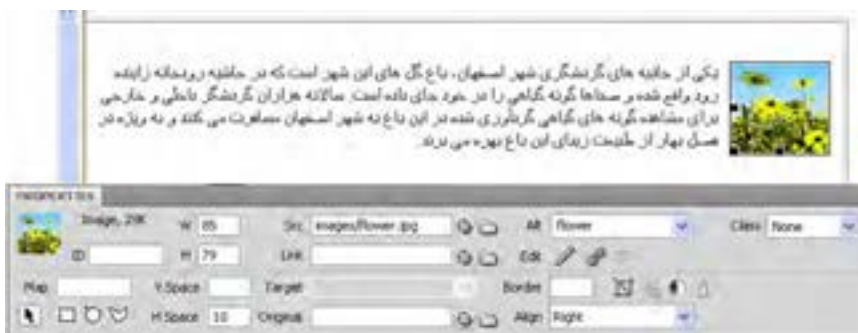 یکی از جاذبه های گردشگری شهر اصفهان، باغ گل های این شهر است که در حاشیه رودخانه زاینده
رود واقع شده و صدها گونه گیاهی را در خود جای داده است. سالانه هزاران گردشگر داخلی و خارجی
برای مشاهده گونه های گیاهی گردآوری شده در این باغ به شهر اصفهان مسافرت می کنند و به ویژه در
فصل بهار از طبیعت زیبای این باغ بهره می برند.
PROPERTIES
Image, 29K W 85 Src images/flower.jpg Alt flower Class None
ID H 79 Link Edit
Map V Space Target Border
H Space 10 Original Align Right